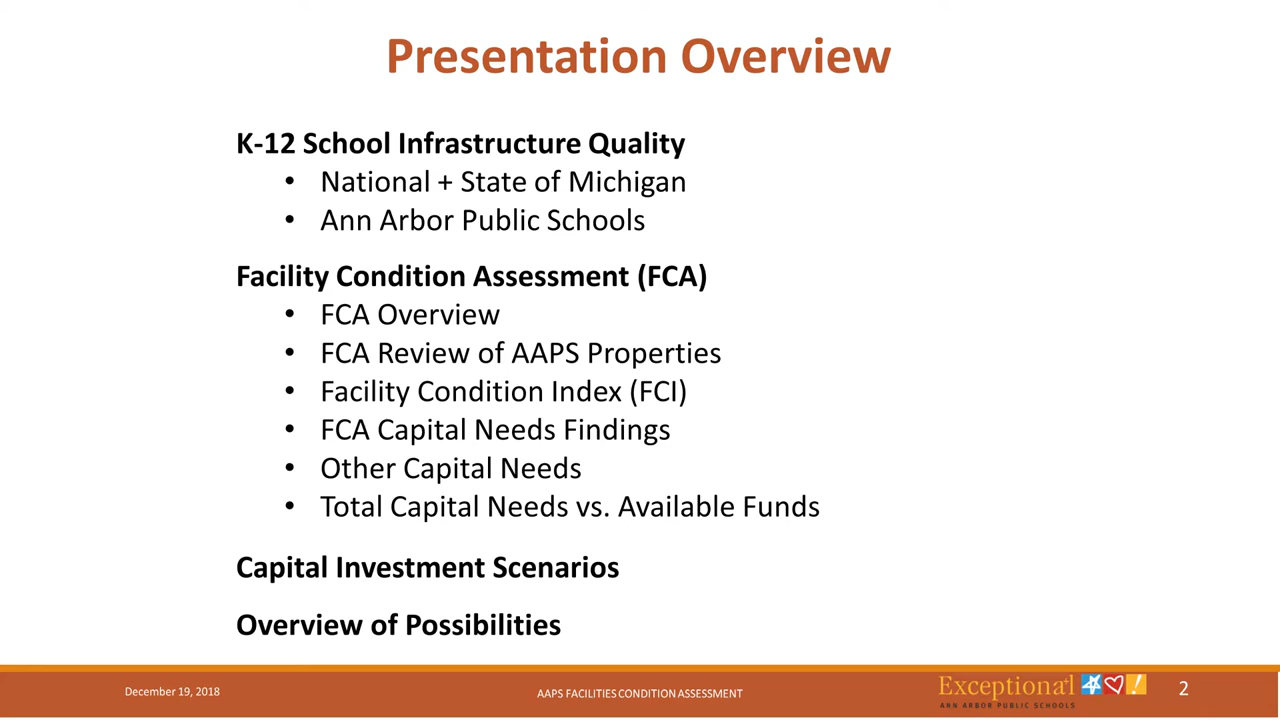 Presentation Overview
K-12 School Infrastructure Quality
• National + State of Michigan
• Ann Arbor Public Schools
Facility Condition Assessment (FCA)
• FCA Overview
• FCA Review of AAPS Properties
• Facility Condition Index (FCI)
• FCA Capital Needs Findings
• Other Capital Needs
• Total Capital Needs vs. Available Funds
Capital Investment Scenarios
Overview of Possibilities
December 19, 2018
AAPS FACILITIES CONDITION ASSESSMENT
Exceptional
ANN ARBOR PUBLIC SCHOOLS
2